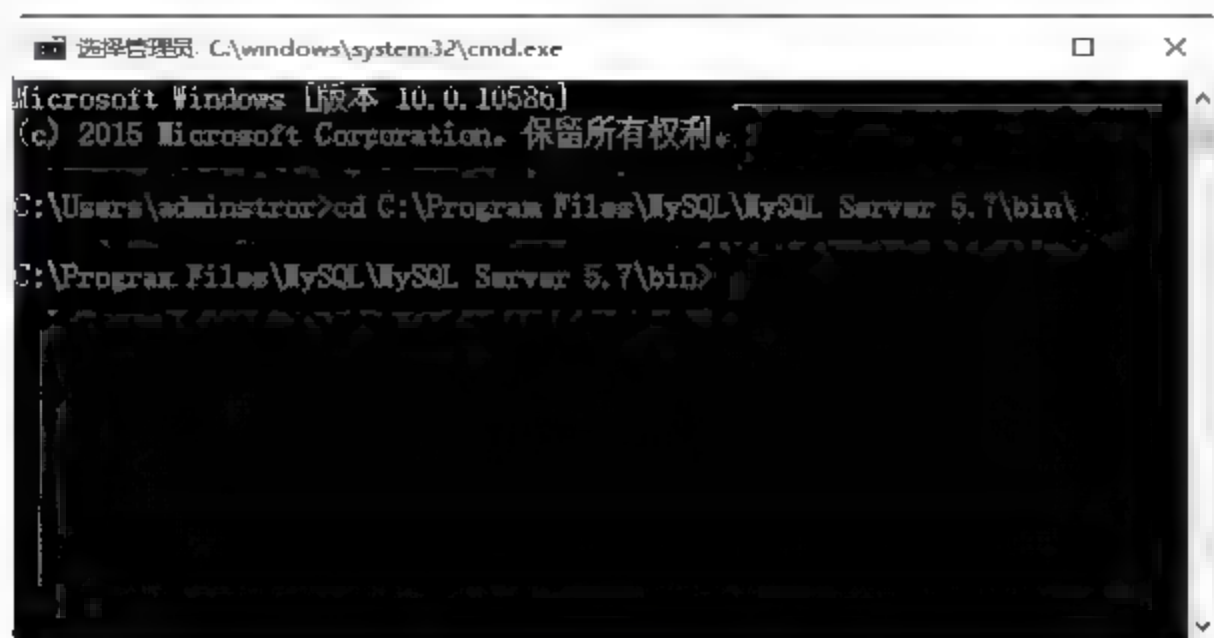 选择管理员: C:\windows\system32\cmd.exe
Microsoft Windows [版本 10.0.10586]
(c) 2015 Microsoft Corporation。保留所有权利。
C:\Users\adminstror>cd C:\Program Files\MySQL\MySQL Server 5.7\bin\
C:\Program Files\MySQL\MySQL Server 5.7\bin>